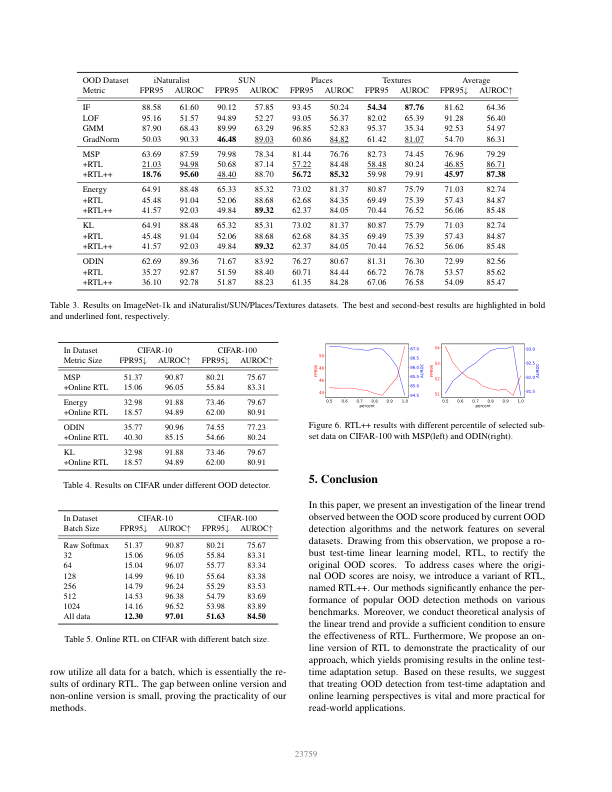 OOD Dataset iNaturalist SUN Places Textures Average
Metric FPR95 AUROC FPR95 AUROC FPR95 AUROC FPR95 AUROC FPR95↓ AUROC↑
IF 88.58 61.60 90.12 57.85 93.45 50.24 54.34 87.76 81.62 64.36
LOF 95.16 51.57 94.89 52.27 93.05 56.37 82.02 65.39 91.28 56.40
GMM 87.90 68.43 89.99 63.29 96.85 52.83 95.37 35.34 92.53 54.97
GradNorm 50.03 90.33 46.48 89.03 60.86 84.82 61.42 81.07 54.70 86.31
MSP 63.69 87.59 79.98 78.34 81.44 76.76 82.73 74.45 76.96 79.29
+RTL 21.03 94.98 50.68 87.14 57.22 84.48 58.48 80.24 46.85 86.71
+RTL++ 18.76 95.60 48.40 88.70 56.72 85.32 59.98 79.91 45.97 87.38
Energy 64.91 88.48 65.33 85.32 73.02 81.37 80.87 75.79 71.03 82.74
+RTL 45.48 91.04 52.06 88.68 62.68 84.35 69.49 75.39 57.43 84.87
+RTL++ 41.57 92.03 49.84 89.32 62.37 84.05 70.44 76.52 56.06 85.48
KL 64.91 88.48 65.32 85.31 73.02 81.37 80.87 75.79 71.03 82.74
+RTL 45.48 91.04 52.06 88.68 62.68 84.35 69.49 75.39 57.43 84.87
+RTL++ 41.57 92.03 49.84 89.32 62.37 84.05 70.44 76.52 56.06 85.48
ODIN 62.69 89.36 71.67 83.92 76.27 80.67 81.31 76.30 72.99 82.56
+RTL 35.27 92.87 51.59 88.40 60.71 84.44 66.72 76.78 53.57 85.62
+RTL++ 36.10 92.78 51.87 88.23 61.35 84.28 67.06 76.58 54.09 85.47
Table 3. Results on ImageNet-1k and iNaturalist/SUN/Places/Textures datasets. The best and second-best results are highlighted in bold
and underlined font, respectively.
In Dataset CIFAR-10 CIFAR-100
Metric Size FPR95↓ AUROC↑ FPR95↓ AUROC↑
MSP 51.37 90.87 80.21 75.67
+Online RTL 15.06 96.05 55.84 83.31
Energy 32.98 91.88 73.46 79.67
+Online RTL 18.57 94.89 62.00 80.91
ODIN 35.77 90.96 74.55 77.23
+Online RTL 40.30 85.15 54.66 80.24
KL 32.98 91.88 73.46 79.67
+Online RTL 18.57 94.89 62.00 80.91
Table 4. Results on CIFAR under different OOD detector.
In Dataset CIFAR-10 CIFAR-100
Batch Size FPR95↓ AUROC↑ FPR95↓ AUROC↑
Raw Softmax 51.37 90.87 80.21 75.67
32 15.06 96.05 55.84 83.31
64 15.04 96.07 55.77 83.34
128 14.99 96.10 55.64 83.38
256 14.79 96.24 55.29 83.53
512 14.53 96.38 54.79 83.69
1024 14.16 96.52 53.98 83.89
All data 12.30 97.01 51.63 84.50
Table 5. Online RTL on CIFAR with different batch size.
row utilize all data for a batch, which is essentially the re-
sults of ordinary RTL. The gap between online version and
non-online version is small, proving the practicality of our
methods.
0.5 0.6 0.7 0.8 0.9 1.0
percent
0.5 0.6 0.7 0.8 0.9 1.0
percent
Figure 6. RTL++ results with different percentile of selected sub-
set data on CIFAR-100 with MSP(left) and ODIN(right).
5. Conclusion
In this paper, we present an investigation of the linear trend
observed between the OOD score produced by current OOD
detection algorithms and the network features on several
datasets. Drawing from this observation, we propose a ro-
bust test-time linear learning model, RTL, to rectify the
original OOD scores. To address cases where the origi-
nal OOD scores are noisy, we introduce a variant of RTL,
named RTL++. Our methods significantly enhance the per-
formance of popular OOD detection methods on various
benchmarks. Moreover, we conduct theoretical analysis of
the linear trend and provide a sufficient condition to ensure
the effectiveness of RTL. Furthermore, We propose an on-
line version of RTL to demonstrate the practicality of our
approach, which yields promising results in the online test-
time adaptation setup. Based on these results, we suggest
that treating OOD detection from test-time adaptation and
online learning perspectives is vital and more practical for
real-world applications.
23759